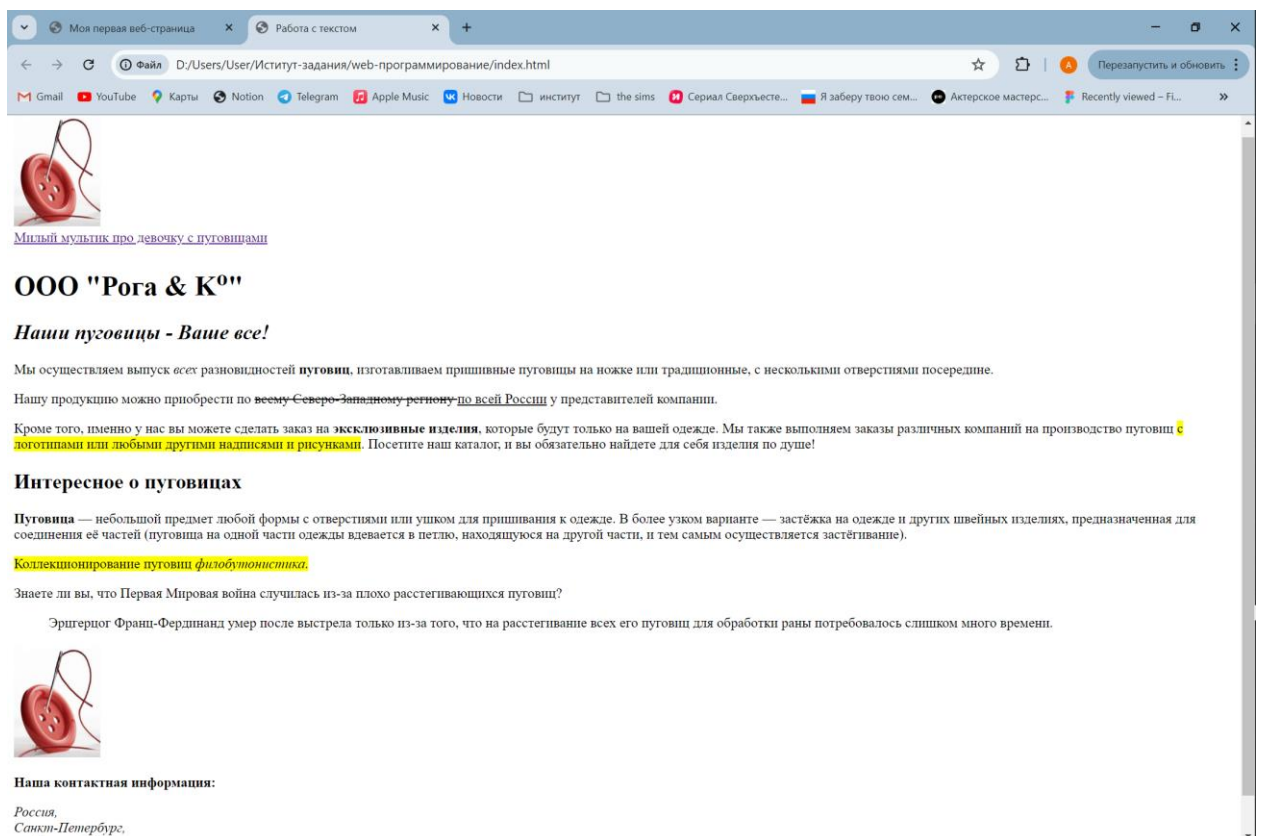 Моя первая веб-страница
Работа с текстом
Файл D:/Users/User/Иститут-задания/web-программирование/index.html
А
Перезапустить и обновить
Gmail YouTube Карты Notion Telegram Apple Music Новости институт the sims Сериал Сверхъесте... Я заберу твою сем... Актерское мастерс... Recently viewed – Fi... »
Милый мультик про девочку с пуговицами
ООО "Рога & Kº"
Наши пуговицы - Ваше все!
Мы осуществляем выпуск всех разновидностей пуговиц, изготавливаем пришивные пуговицы на ножке или традиционные, с несколькими отверстиями посередине.
Нашу продукцию можно приобрести по всему Северо-Западному региону по всей России у представителей компании.
Кроме того, именно у нас вы можете сделать заказ на эксклюзивные изделия, которые будут только на вашей одежде. Мы также выполняем заказы различных компаний на производство пуговиц с
логотипами или любыми другими надписями и рисунками. Посетите наш каталог, и вы обязательно найдете для себя изделия по душе!
Интересное о пуговицах
Пуговица — небольшой предмет любой формы с отверстиями или ушком для пришивания к одежде. В более узком варианте — застёжка на одежде и других швейных изделиях, предназначенная для
соединения её частей (пуговица на одной части одежды вдевается в петлю, находящуюся на другой части, и тем самым осуществляется застёгивание).
Коллекционирование пуговиц филобутонистика.
Знаете ли вы, что Первая Мировая война случилась из-за плохо расстегивающихся пуговиц?
Эрцгерцог Франц-Фердинанд умер после выстрела только из-за того, что на расстегивание всех его пуговиц для обработки раны потребовалось слишком много времени.
Наша контактная информация:
Россия,
Санкт-Петербург,